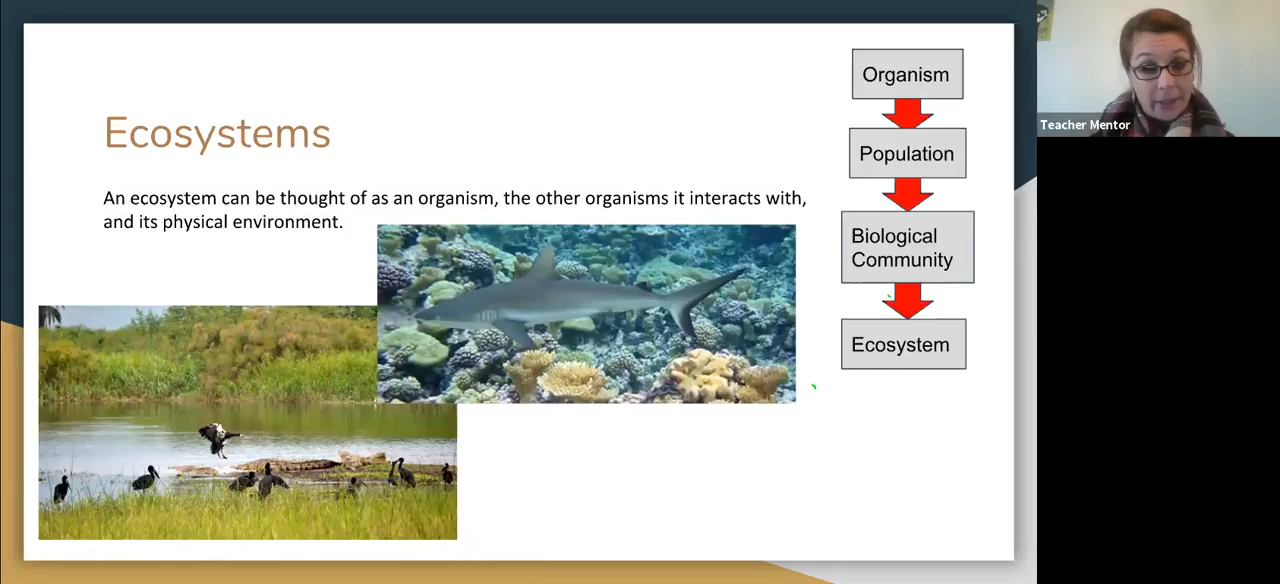 Ecosystems
An ecosystem can be thought of as an organism, the other organisms it interacts with,
and its physical environment.
Organism
Population
Biological
Community
Ecosystem
Teacher Mentor